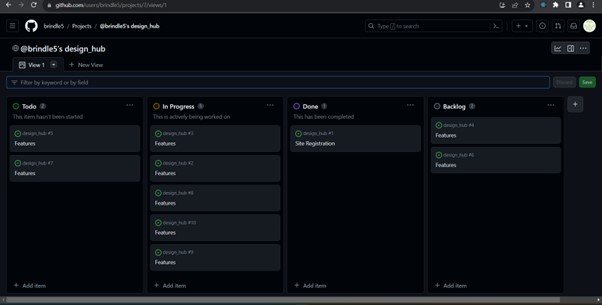 github.com/users/brindle5/projects/7/views/1
brindle5 / Projects / @brindle5's design_hub
Type / to search
@brindle5's design_hub
View 1
+ New View
Filter by keyword or by field
Discard
Save
Todo 2
This item hasn't been started
design_hub #5
Features
design_hub #7
Features
+ Add item
In Progress 5
This is actively being worked on
design_hub #3
Features
design_hub #2
Features
design_hub #8
Features
design_hub #10
Features
design_hub #9
Features
+ Add item
Done 1
This has been completed
design_hub #1
Site Registration
+ Add item
Backlog 2
design_hub #4
Features
design_hub #6
Features
+ Add item